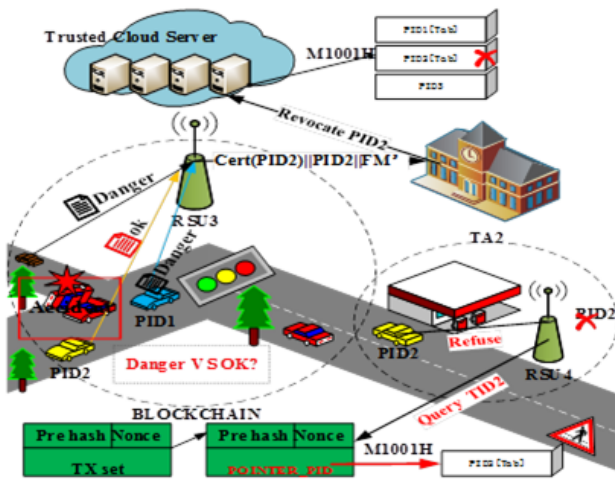 Trusted Cloud Server
M1001H
PID1[Tab]
PID2[Tab]
PID3
Revocate PID2
Cert(PID2)||PID2||FM'
Danger
ok
Danger
RSU3
TA2
PID1
PID2
Danger VS OK?
PID2
Refuse
PID2
RSU4
Query TID2
BLOCKCHAIN
Pre hash Nonce
TX set
Pre hash Nonce
POINTER_PID
M1001H
PID2[Tab]